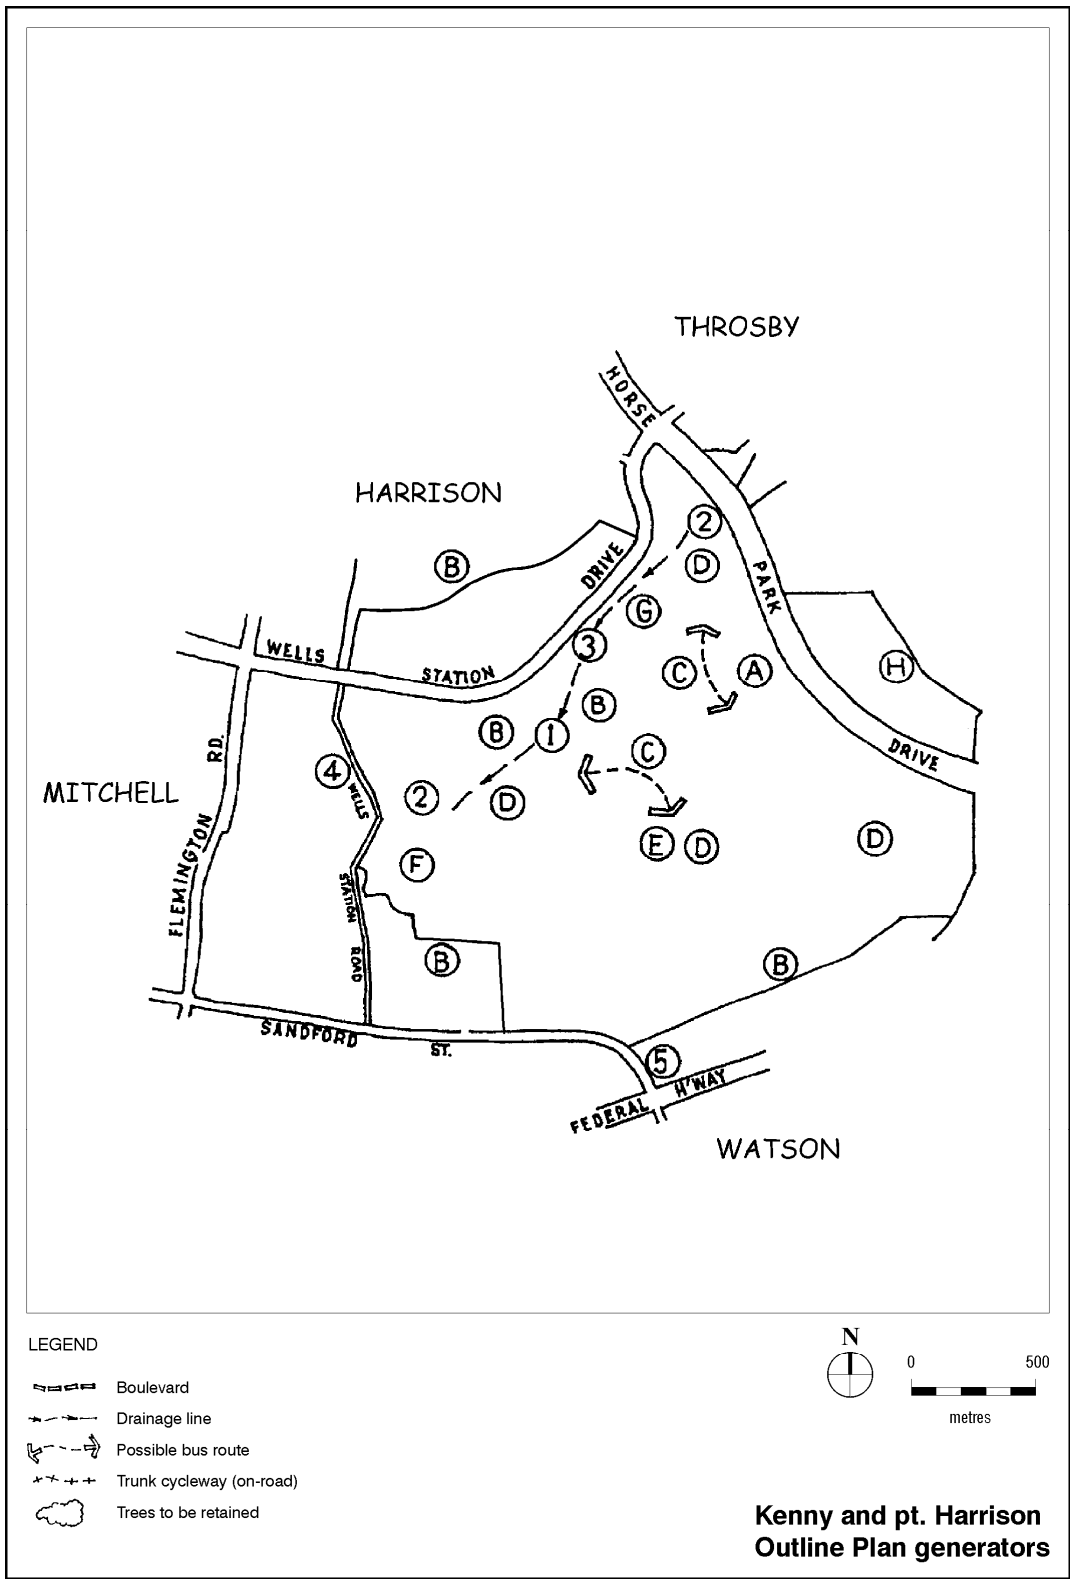 THROSBY
HORSE
HARRISON
2
B
DRIVE
D
PARK
G
3
WELLS
STATION
C
A
H
B
B
1
RD.
C
DRIVE
4
MITCHELL
WELLS
2
D
E
D
D
FLEMINGTON
F
STATION
ROAD
B
B
SANDFORD
ST.
5
H'WAY
FEDERAL
WATSON
LEGEND
Boulevard
Drainage line
Possible bus route
Trunk cycleway (on-road)
Trees to be retained
N
0 500
metres
Kenny and pt. Harrison
Outline Plan generators